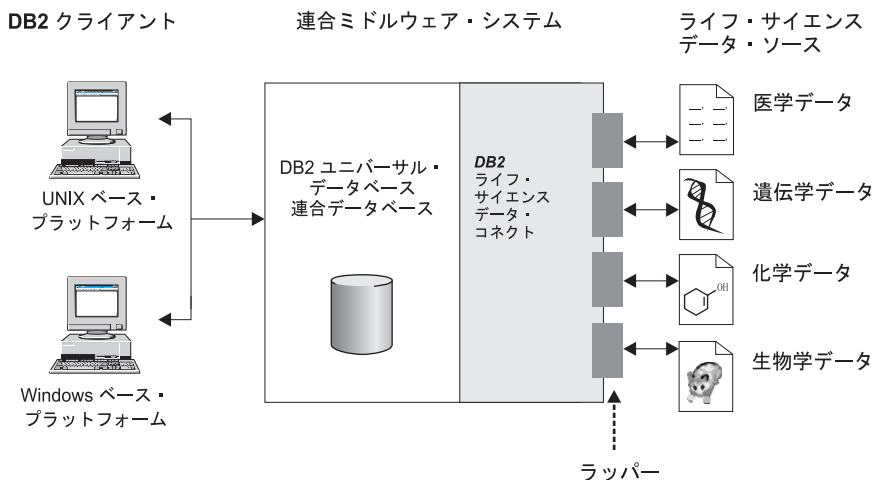 DB2 クライアント
連合ミドルウェア・システム
ライフ・サイエンス
データ・ソース
UNIX ベース・
プラットフォーム
Windows ベース・
プラットフォーム
DB2 ユニバーサル・
データベース
連合データベース
DB2
ライフ・
サイエンス
データ・
コネクト
医学データ
遺伝学データ
OH
化学データ
生物学データ
ラッパー